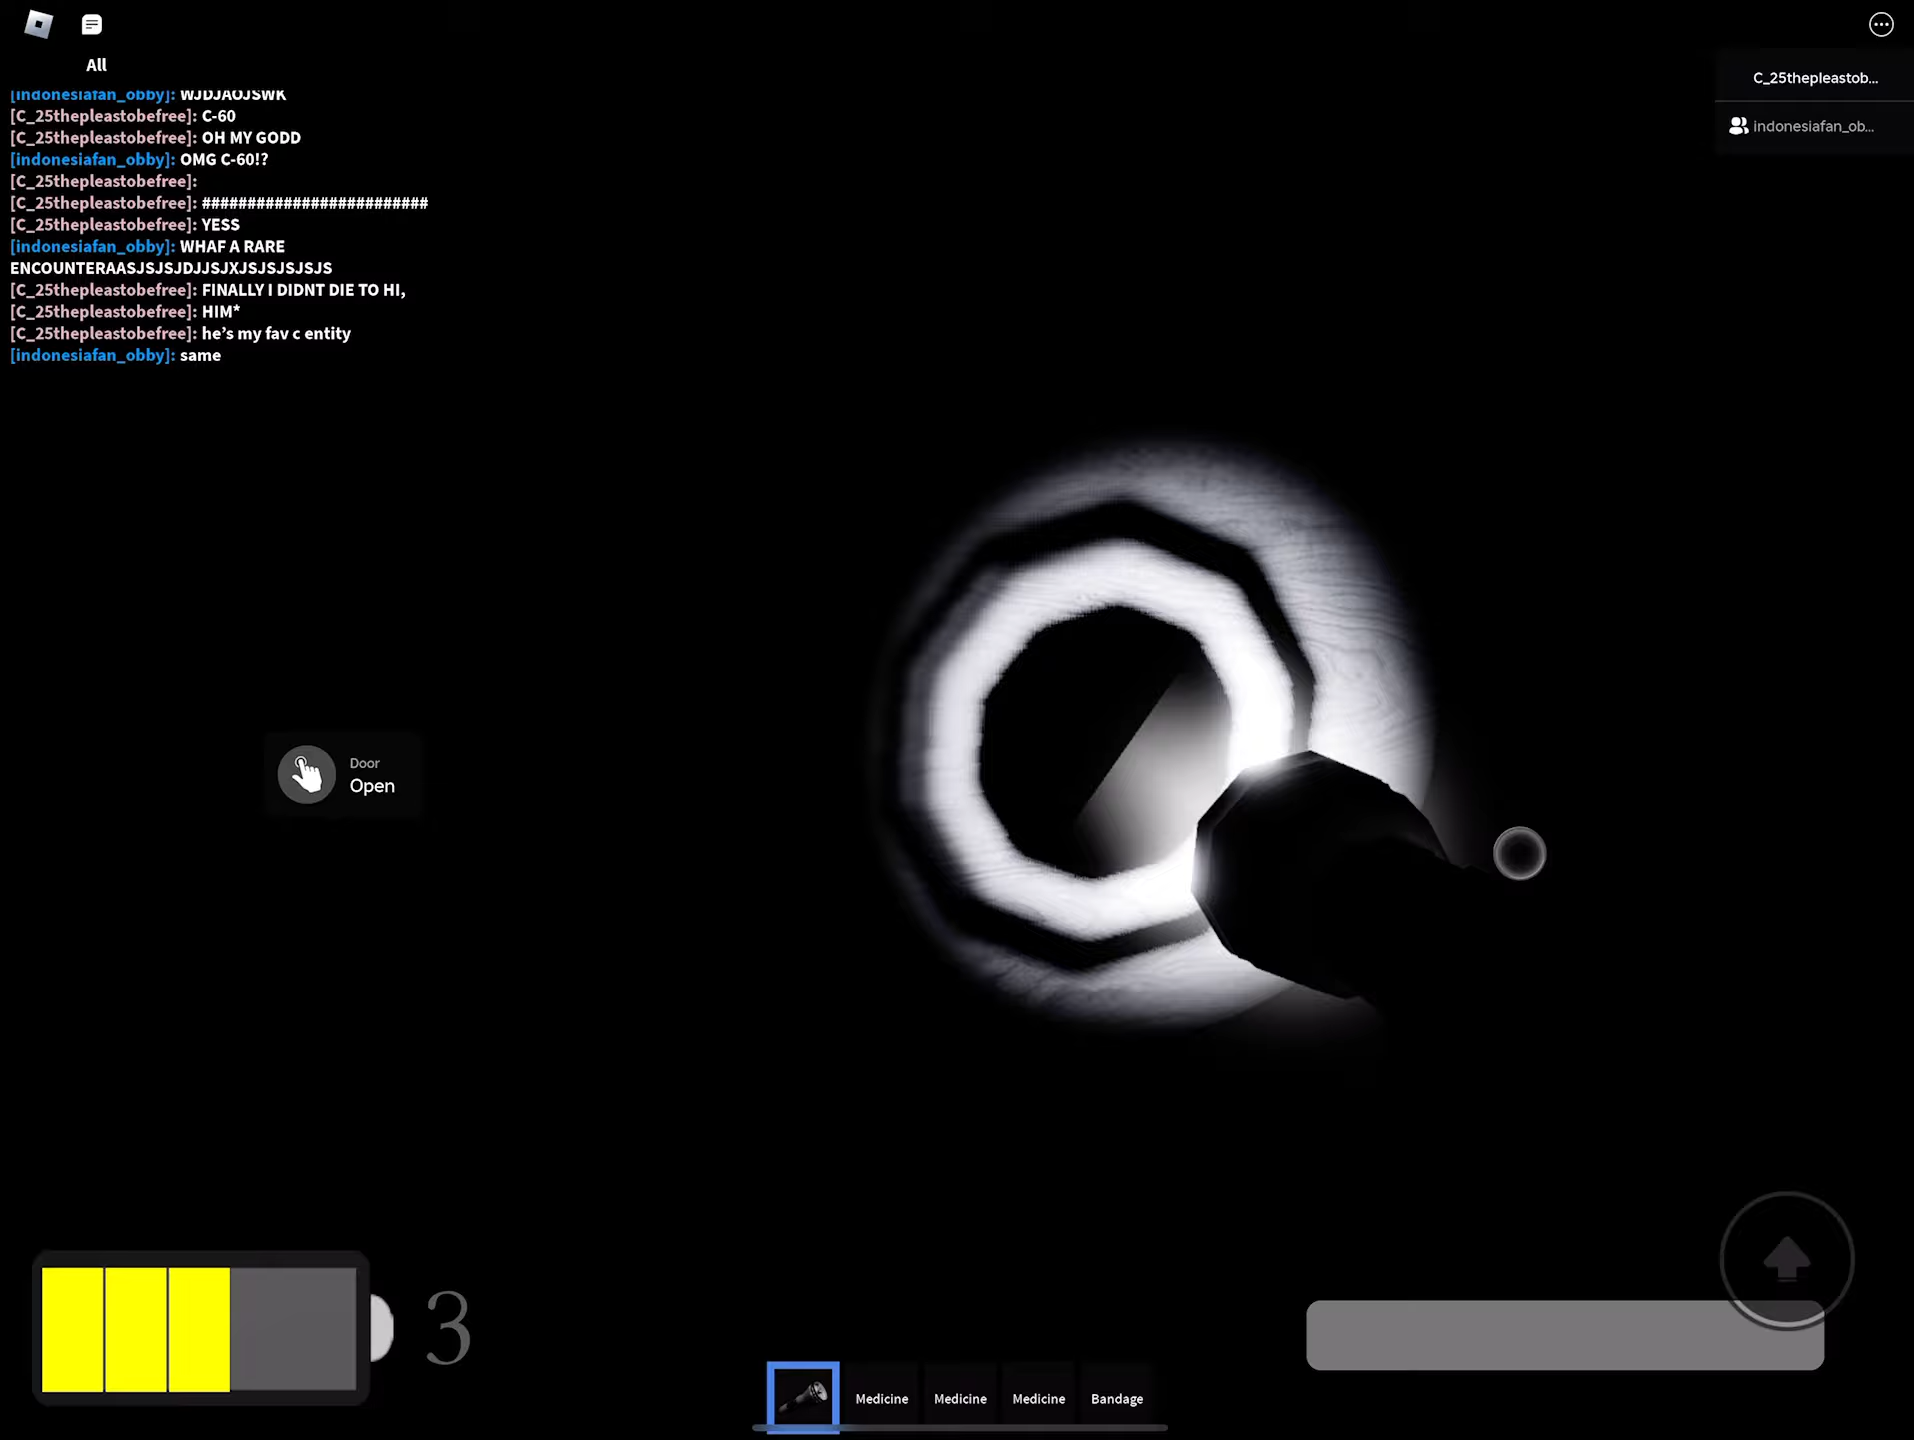 All
[indonesiafan_obby]: WJDJAOJSWK
[C_25thepleastobefree]: C-60
[C_25thepleastobefree]: OH MY GODD
[indonesiafan_obby]: OMG C-60!?
[C_25thepleastobefree]:
[C_25thepleastobefree]: ########################
[C_25thepleastobefree]: YESS
[indonesiafan_obby]: WHAF A RARE
ENCOUNTERAASJSJSJDJJSJXJSJSJSJSJS
[C_25thepleastobefree]: FINALLY I DIDNT DIE TO HI,
[C_25thepleastobefree]: HIM*
[C_25thepleastobefree]: he’s my fav c entity
[indonesiafan_obby]: same
C_25thepleastob...
indonesiafan_ob...
Door
Open
3
Medicine Medicine Medicine Bandage